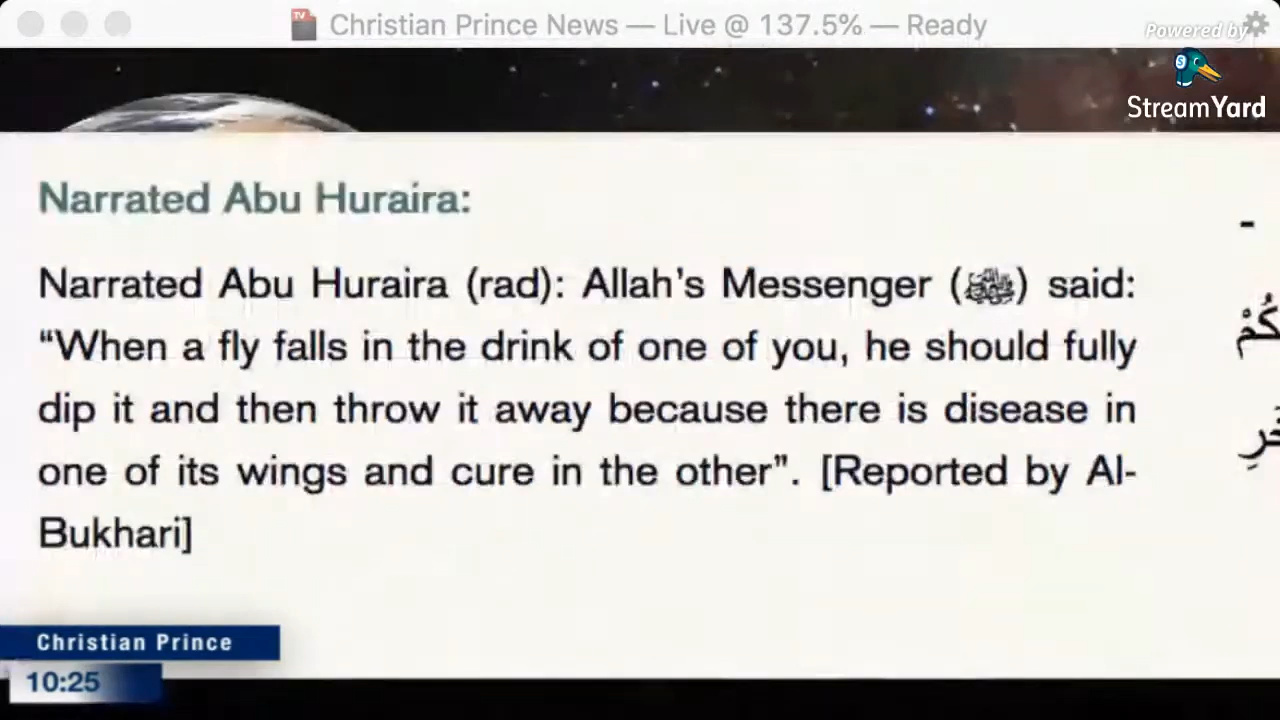 Christian Prince News — Live @ 137.5% — Ready
Powered by
StreamYard
Narrated Abu Huraira:
Narrated Abu Huraira (rad): Allah's Messenger (ﷺ) said:
“When a fly falls in the drink of one of you, he should fully
dip it and then throw it away because there is disease in
one of its wings and cure in the other”. [Reported by Al-
Bukhari]
Christian Prince
10:25